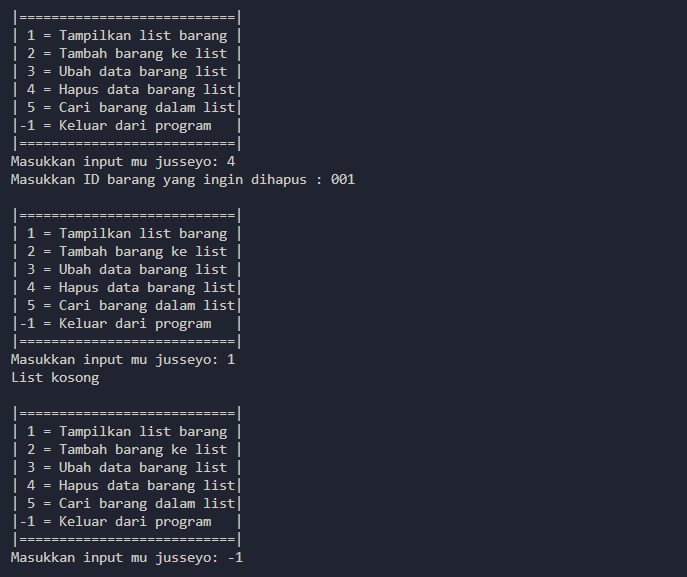 |===========================|
| 1 = Tampilkan list barang |
| 2 = Tambah barang ke list |
| 3 = Ubah data barang list |
| 4 = Hapus data barang list|
| 5 = Cari barang dalam list|
|-1 = Keluar dari program   |
|===========================|
Masukkan input mu jusseyo: 4
Masukkan ID barang yang ingin dihapus : 001

|===========================|
| 1 = Tampilkan list barang |
| 2 = Tambah barang ke list |
| 3 = Ubah data barang list |
| 4 = Hapus data barang list|
| 5 = Cari barang dalam list|
|-1 = Keluar dari program   |
|===========================|
Masukkan input mu jusseyo: 1
List kosong

|===========================|
| 1 = Tampilkan list barang |
| 2 = Tambah barang ke list |
| 3 = Ubah data barang list |
| 4 = Hapus data barang list|
| 5 = Cari barang dalam list|
|-1 = Keluar dari program   |
|===========================|
Masukkan input mu jusseyo: -1